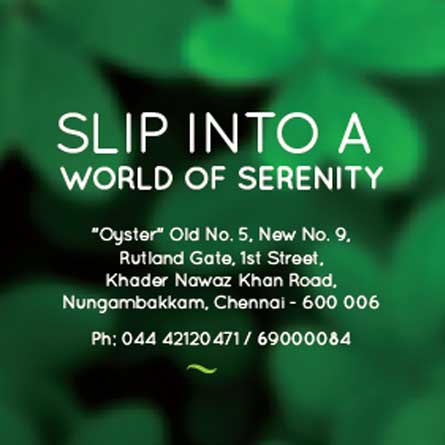 SLIP INTO A
WORLD OF SERENITY
"Oyster" Old No. 5, New No. 9,
Rutland Gate, 1st Street,
Khader Nawaz Khan Road,
Nungambakkam, Chennai - 600 006
Ph: 044 42120471 / 69000084